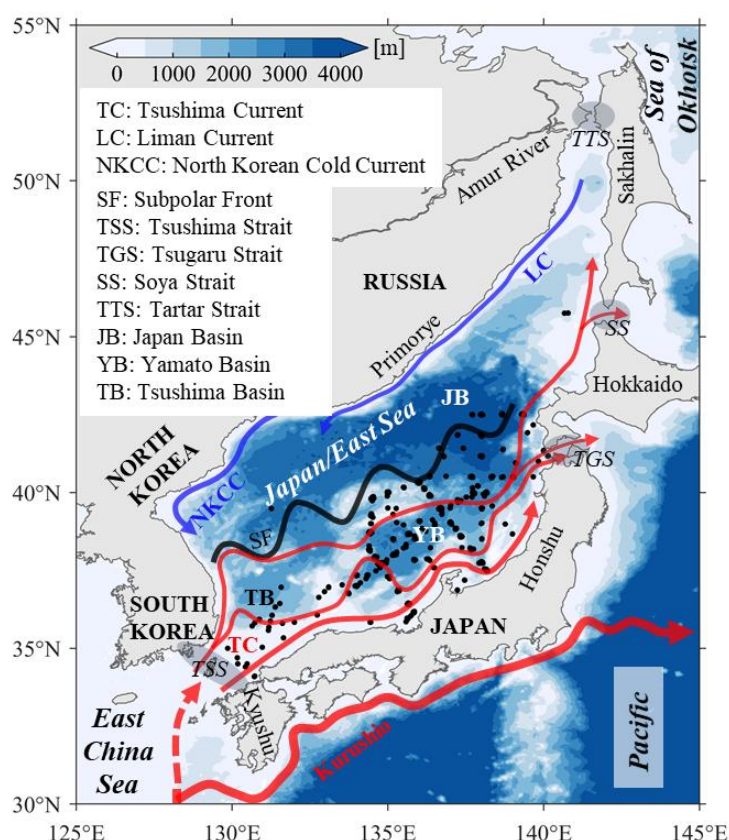 55°N
50°N
45°N
40°N
35°N
30°N
125°E
130°E
135°E
140°E
145°E
[m]
0 1000 2000 3000 4000
TC: Tsushima Current
LC: Liman Current
NKCC: North Korean Cold Current
SF: Subpolar Front
TSS: Tsushima Strait
TGS: Tsugaru Strait
SS: Soya Strait
TTS: Tartar Strait
JB: Japan Basin
YB: Yamato Basin
TB: Tsushima Basin
Sea of
Okhotsk
TTS
Amur River
Sakhalin
RUSSIA
LC
Primorye
SS
Hokkaido
JB
Japan/East Sea
NORTH
KOREA
NKCC
TGS
SF
YB
Honshu
TB
SOUTH
KOREA
TC
JAPAN
TSS
Kyushu
East
China
Sea
Kurushio
Pacific